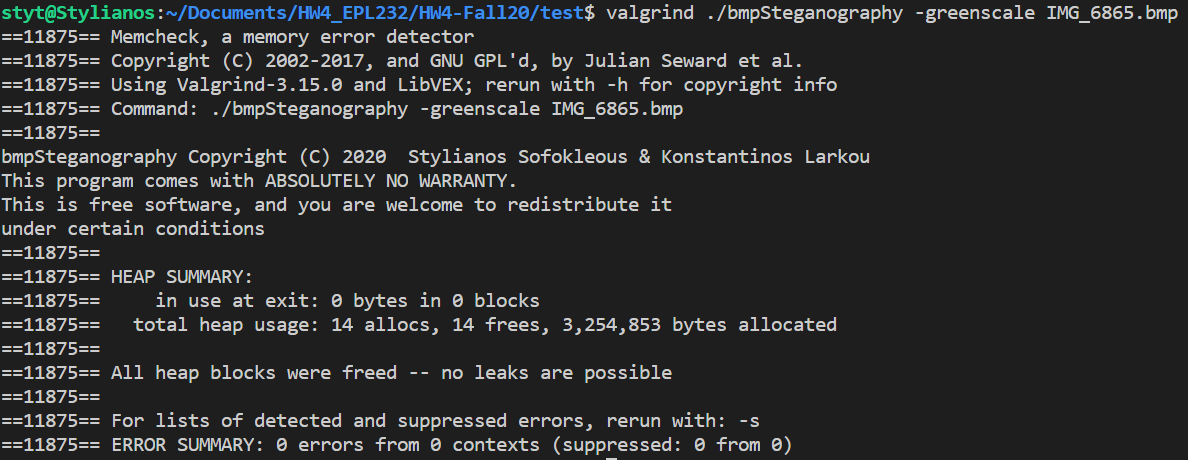 styt@Stylianos:~/Documents/HW4_EPL232/HW4-Fall20/test$ valgrind ./bmpSteganography -greenscale IMG_6865.bmp
==11875== Memcheck, a memory error detector
==11875== Copyright (C) 2002-2017, and GNU GPL'd, by Julian Seward et al.
==11875== Using Valgrind-3.15.0 and LibVEX; rerun with -h for copyright info
==11875== Command: ./bmpSteganography -greenscale IMG_6865.bmp
==11875==
bmpSteganography Copyright (C) 2020  Stylianos Sofokleous & Konstantinos Larkou
This program comes with ABSOLUTELY NO WARRANTY.
This is free software, and you are welcome to redistribute it
under certain conditions
==11875==
==11875== HEAP SUMMARY:
==11875==     in use at exit: 0 bytes in 0 blocks
==11875==   total heap usage: 14 allocs, 14 frees, 3,254,853 bytes allocated
==11875==
==11875== All heap blocks were freed -- no leaks are possible
==11875==
==11875== For lists of detected and suppressed errors, rerun with: -s
==11875== ERROR SUMMARY: 0 errors from 0 contexts (suppressed: 0 from 0)